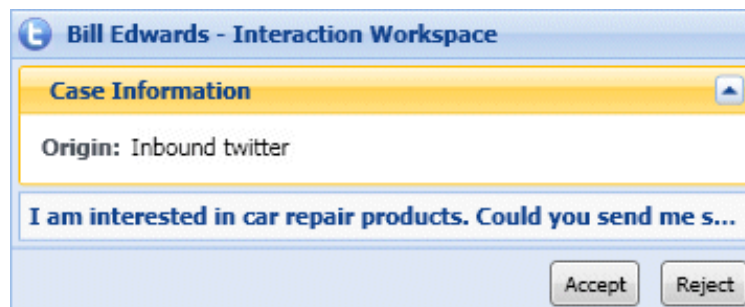 Bill Edwards - Interaction Workspace
Case Information
Origin: Inbound twitter
I am interested in car repair products. Could you send me s...
Accept Reject